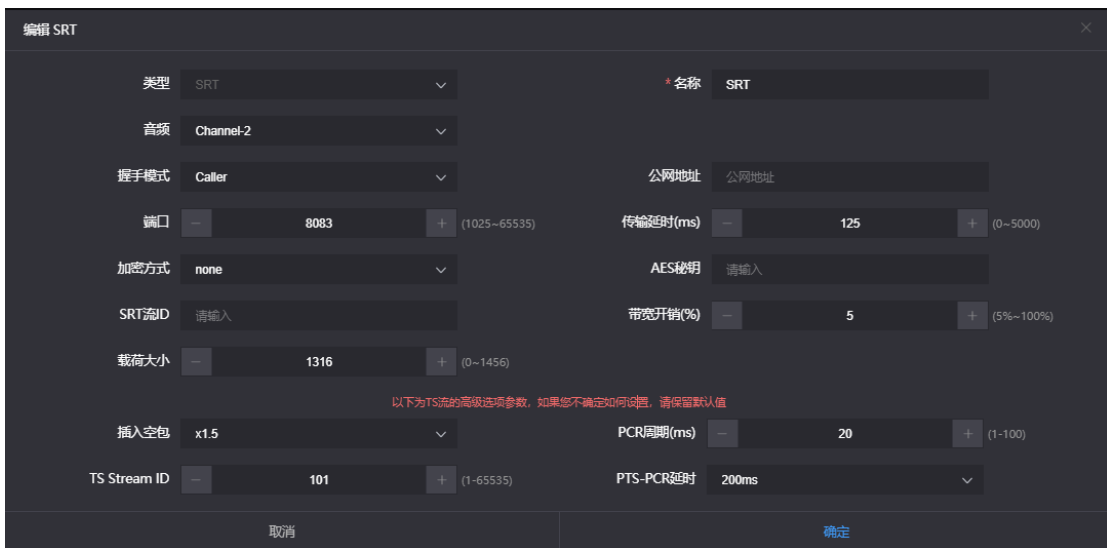 编辑 SRT
类型 SRT * 名称 SRT
音频 Channel-2
握手模式 Caller 公网地址 公网地址
端口 − 8083 + (1025~65535) 传输延时(ms) − 125 + (0~5000)
加密方式 none AES秘钥 请输入
SRT流ID 请输入 带宽开销(%) − 5 + (5%~100%)
载荷大小 − 1316 + (0~1456)
以下为TS流的高级选项参数，如果您不确定如何设置，请保留默认值
插入空包 x1.5 PCR周期(ms) − 20 + (1-100)
TS Stream ID − 101 + (1-65535) PTS-PCR延时 200ms
取消 确定